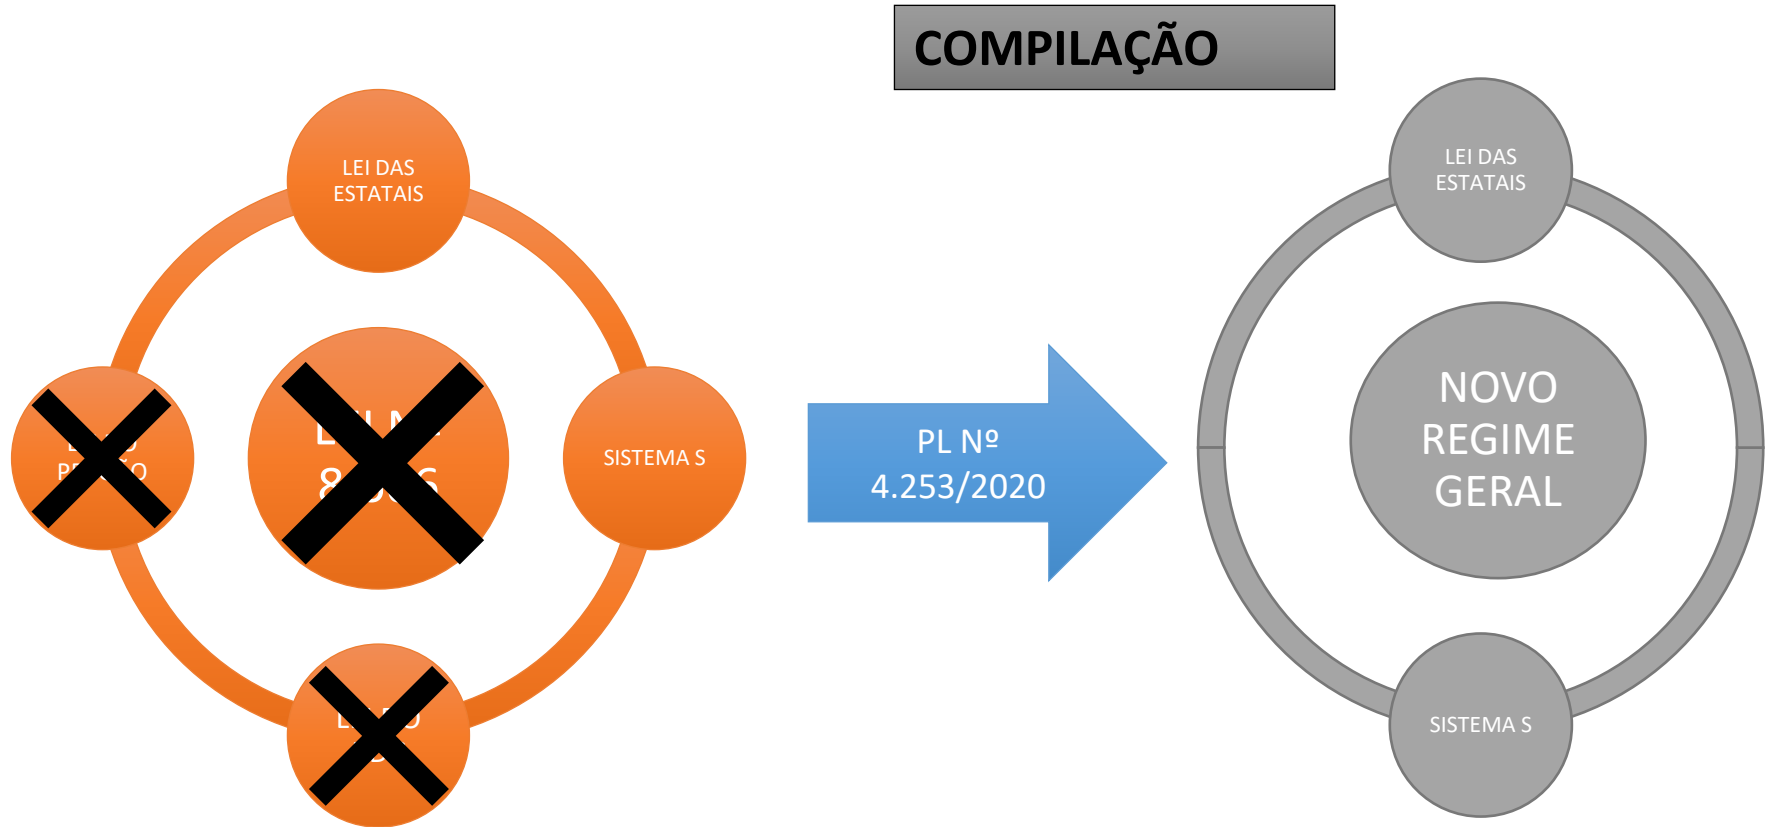 COMPILAÇÃO
LEI DAS
ESTATAIS
SISTEMA S
PL Nº
4.253/2020
LEI DAS
ESTATAIS
NOVO
REGIME
GERAL
SISTEMA S